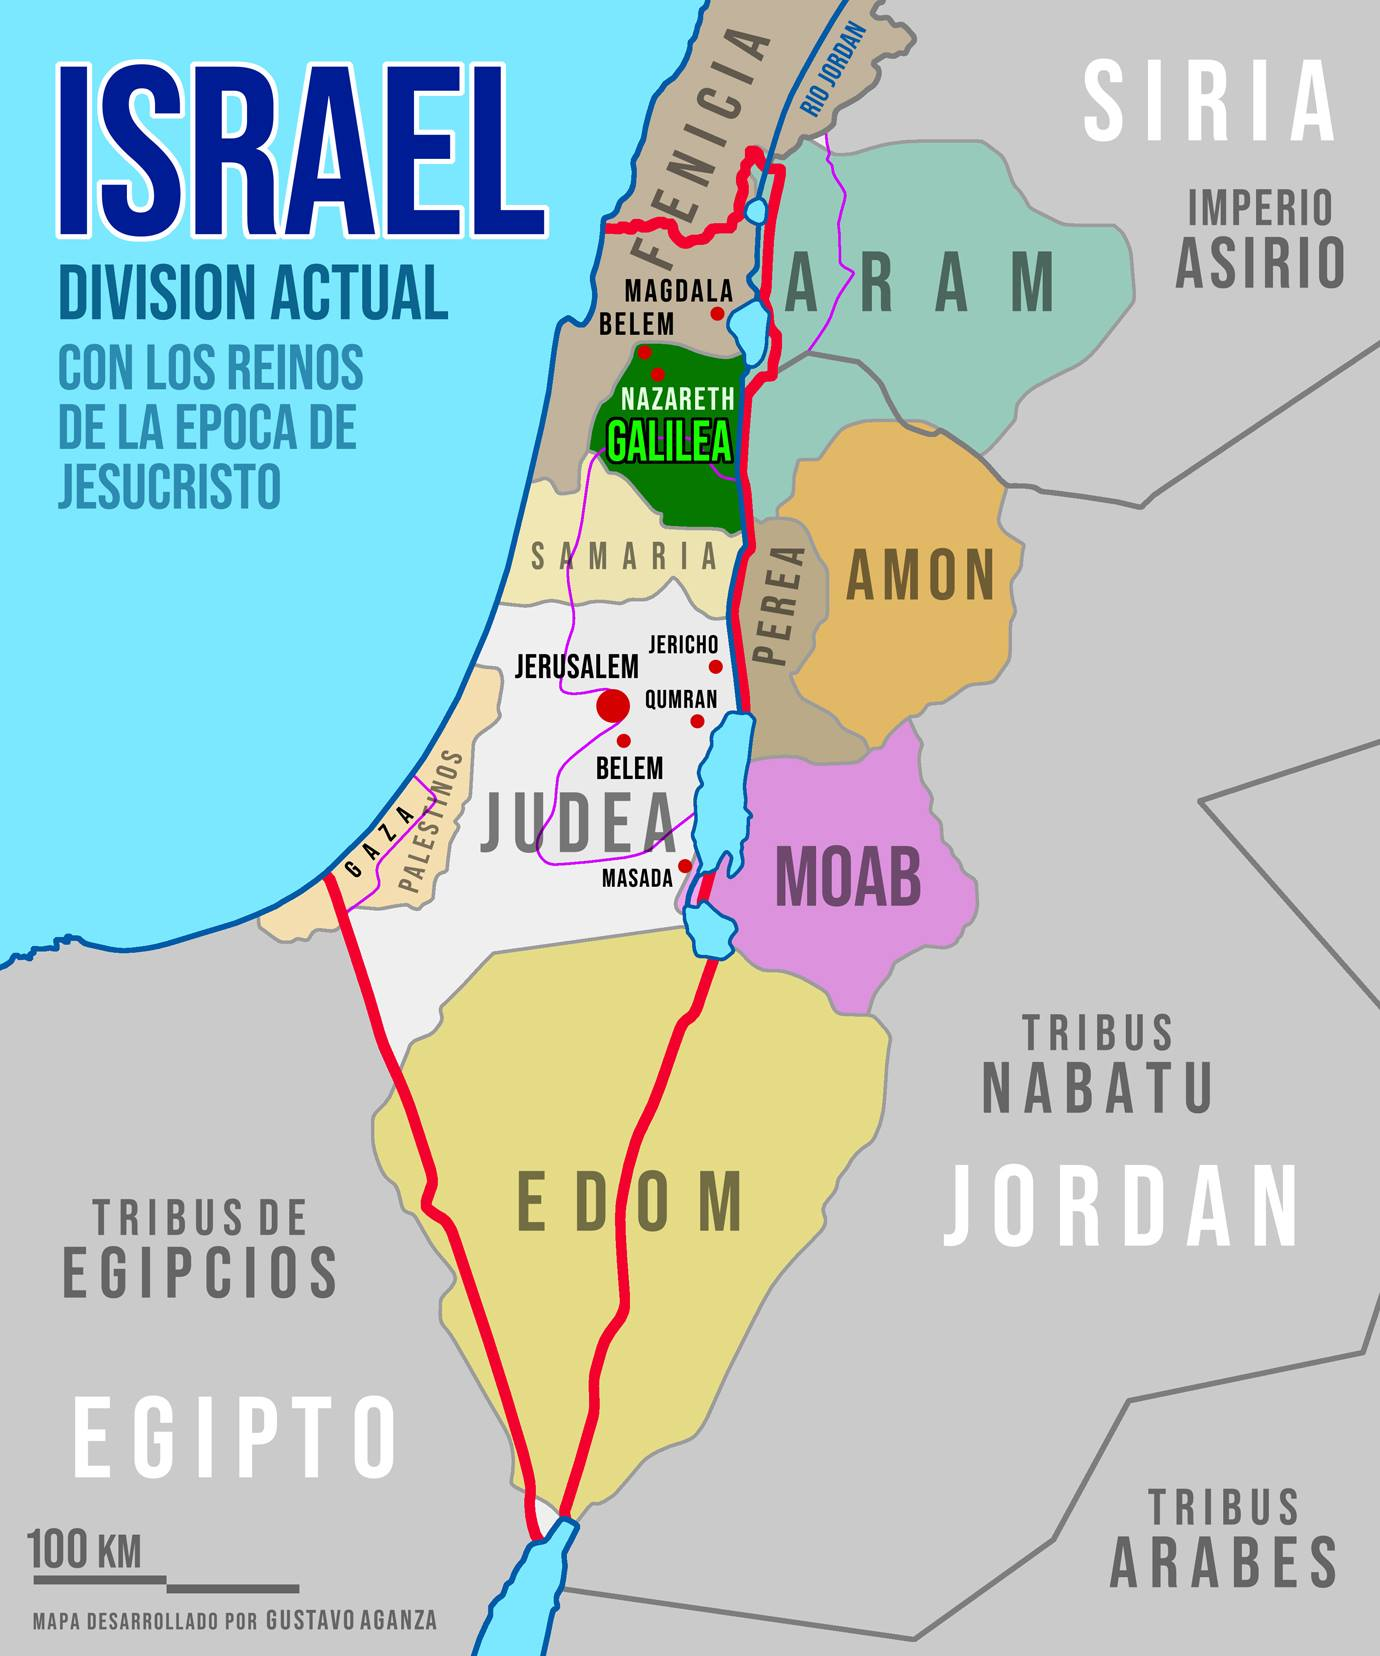 ISRAEL
DIVISION ACTUAL
CON LOS REINOS
DE LA EPOCA DE
JESUCRISTO
FENICIA
RIO JORDAN
SIRIA
IMPERIO
ASIRIO
ARAM
MAGDALA
BELEM
NAZARETH
GALILEA
SAMARIA
PEREA
AMON
JERICHO
JERUSALEM
QUMRAN
BELEM
JUDEA
MASADA
GAZA
PALESTINOS
MOAB
TRIBUS
NABATU
JORDAN
EDOM
TRIBUS DE
EGIPCIOS
EGIPTO
TRIBUS
ARABES
100 KM
MAPA DESARROLLADO POR GUSTAVO AGANZA